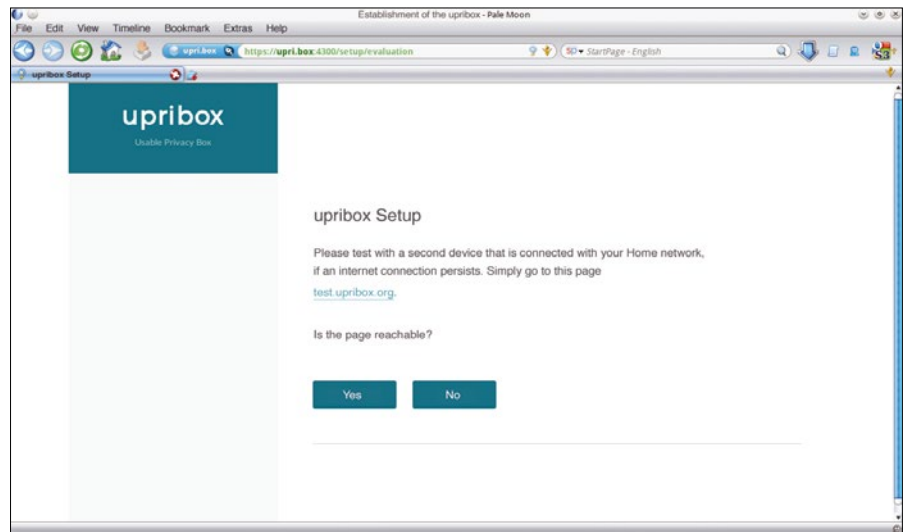 Establishment of the upribox - Pale Moon
File Edit View Timeline Bookmark Extras Help
upri.box https://upri.box:4300/setup/evaluation SD StartPage - English
upribox Setup
upribox
Usable Privacy Box
upribox Setup
Please test with a second device that is connected with your Home network,
if an internet connection persists. Simply go to this page
test.upribox.org.
Is the page reachable?
Yes No